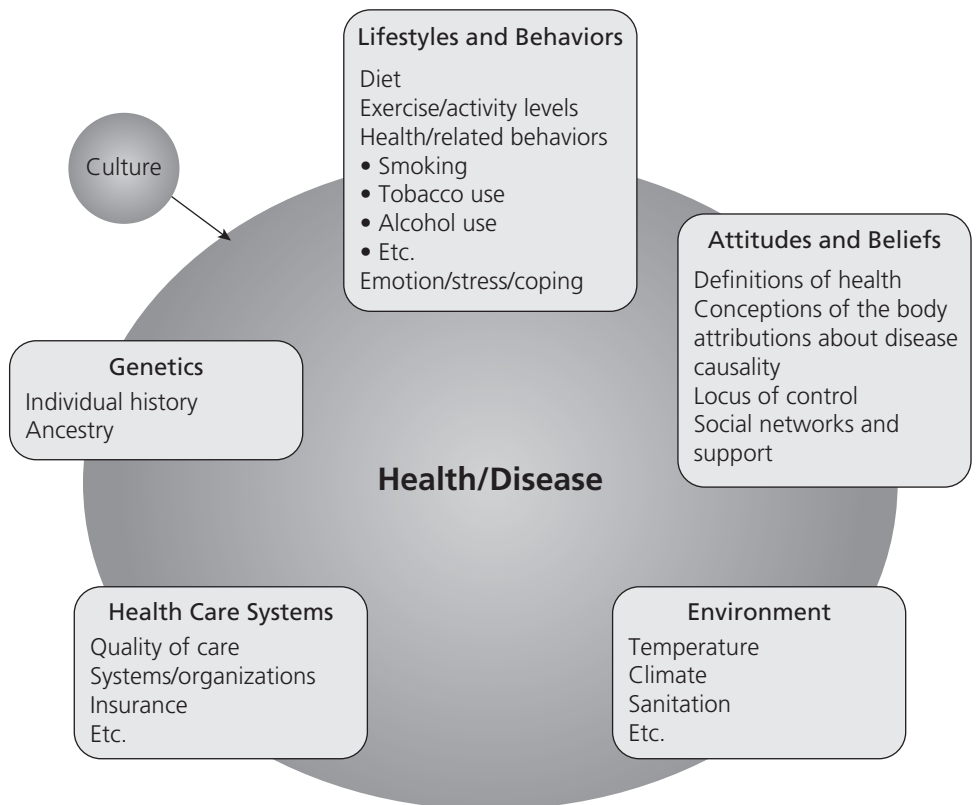 Lifestyles and Behaviors
Diet
Exercise/activity levels
Health/related behaviors
• Smoking
• Tobacco use
• Alcohol use
• Etc.
Emotion/stress/coping
Culture
Attitudes and Beliefs
Definitions of health
Conceptions of the body
attributions about disease
causality
Locus of control
Social networks and
support
Genetics
Individual history
Ancestry
Health/Disease
Health Care Systems
Quality of care
Systems/organizations
Insurance
Etc.
Environment
Temperature
Climate
Sanitation
Etc.